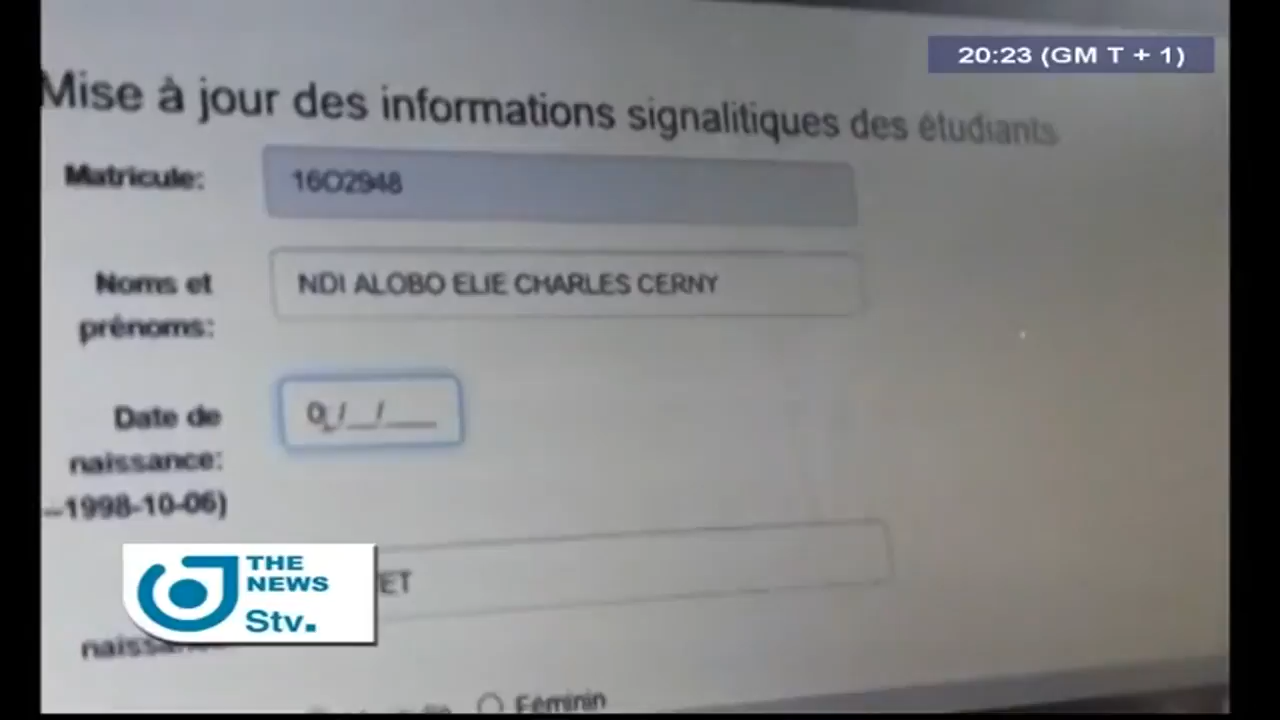 20:23 (GM T + 1)
Mise à jour des informations signalitiques des étudiants
Matricule: 16O2948
Noms et
prénoms: NDI ALOBO ELIE CHARLES CERNY
Date de
naissance: 0_/__/____
--1998-10-06)
ET
THE
NEWS
Stv.
Féminin